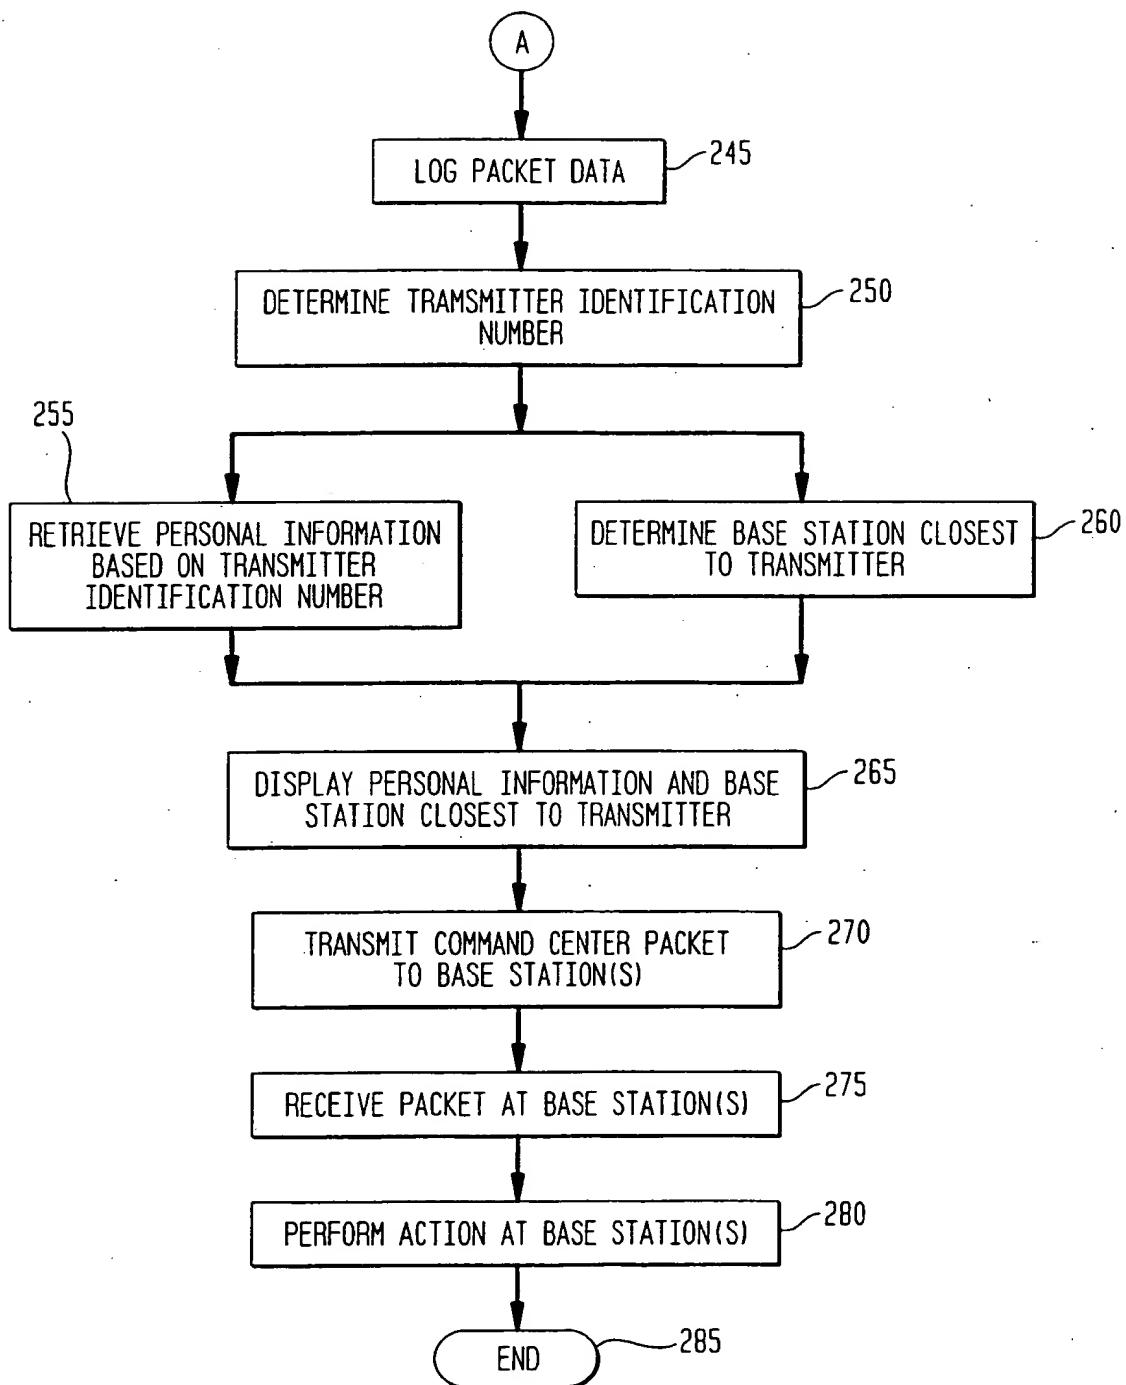 A
LOG PACKET DATA
245
DETERMINE TRAMSMITTER IDENTIFICATION
NUMBER
250
255
RETRIEVE PERSONAL INFORMATION
BASED ON TRANSMITTER
IDENTIFICATION NUMBER
DETERMINE BASE STATION CLOSEST
TO TRANSMITTER
260
DISPLAY PERSONAL INFORMATION AND BASE
STATION CLOSEST TO TRANSMITTER
265
TRANSMIT COMMAND CENTER PACKET
TO BASE STATION(S)
270
RECEIVE PACKET AT BASE STATION(S)
275
PERFORM ACTION AT BASE STATION(S)
280
END
285